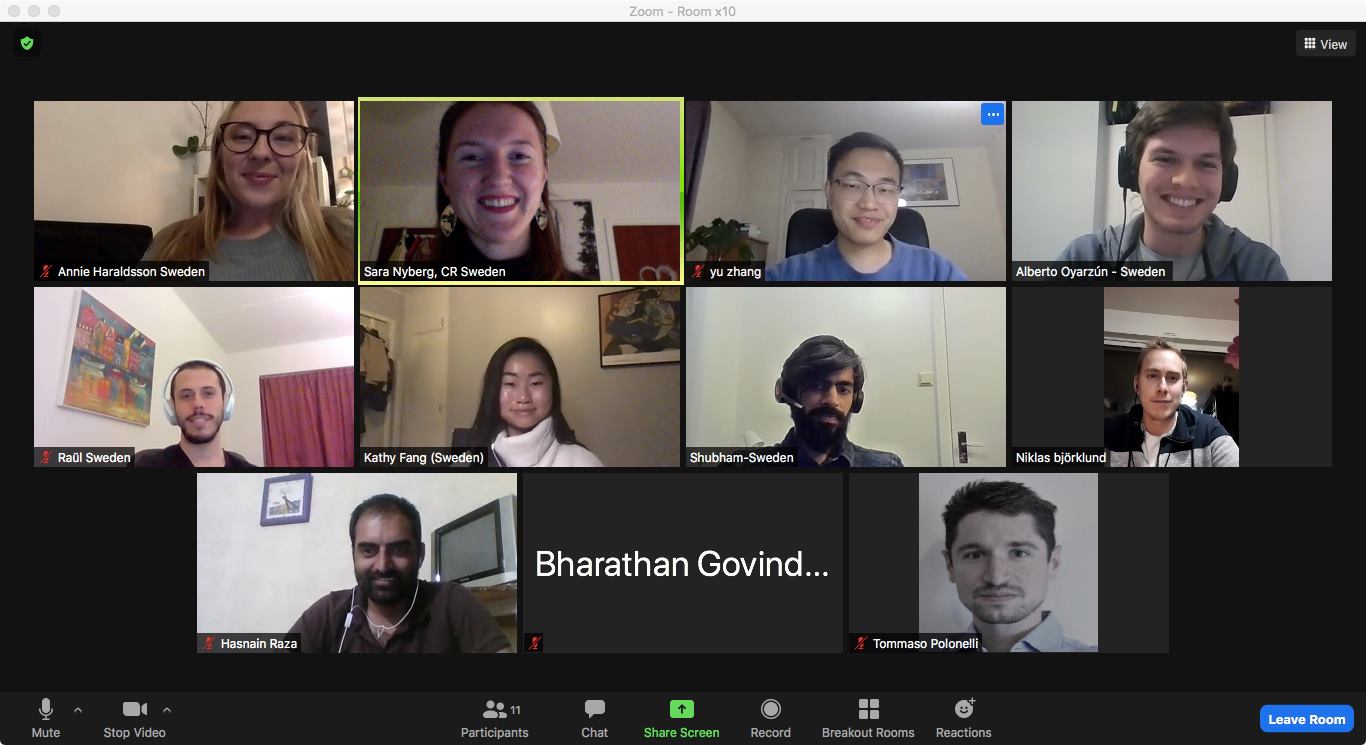 Zoom - Room x10
View
Annie Haraldsson Sweden
Sara Nyberg, CR Sweden
yu zhang
Alberto Oyarzún - Sweden
Raül Sweden
Kathy Fang (Sweden)
Shubham-Sweden
Niklas björklund
Hasnain Raza
Bharathan Govind...
Tommaso Polonelli
Mute
Stop Video
Participants
11
Chat
Share Screen
Record
Breakout Rooms
Reactions
Leave Room